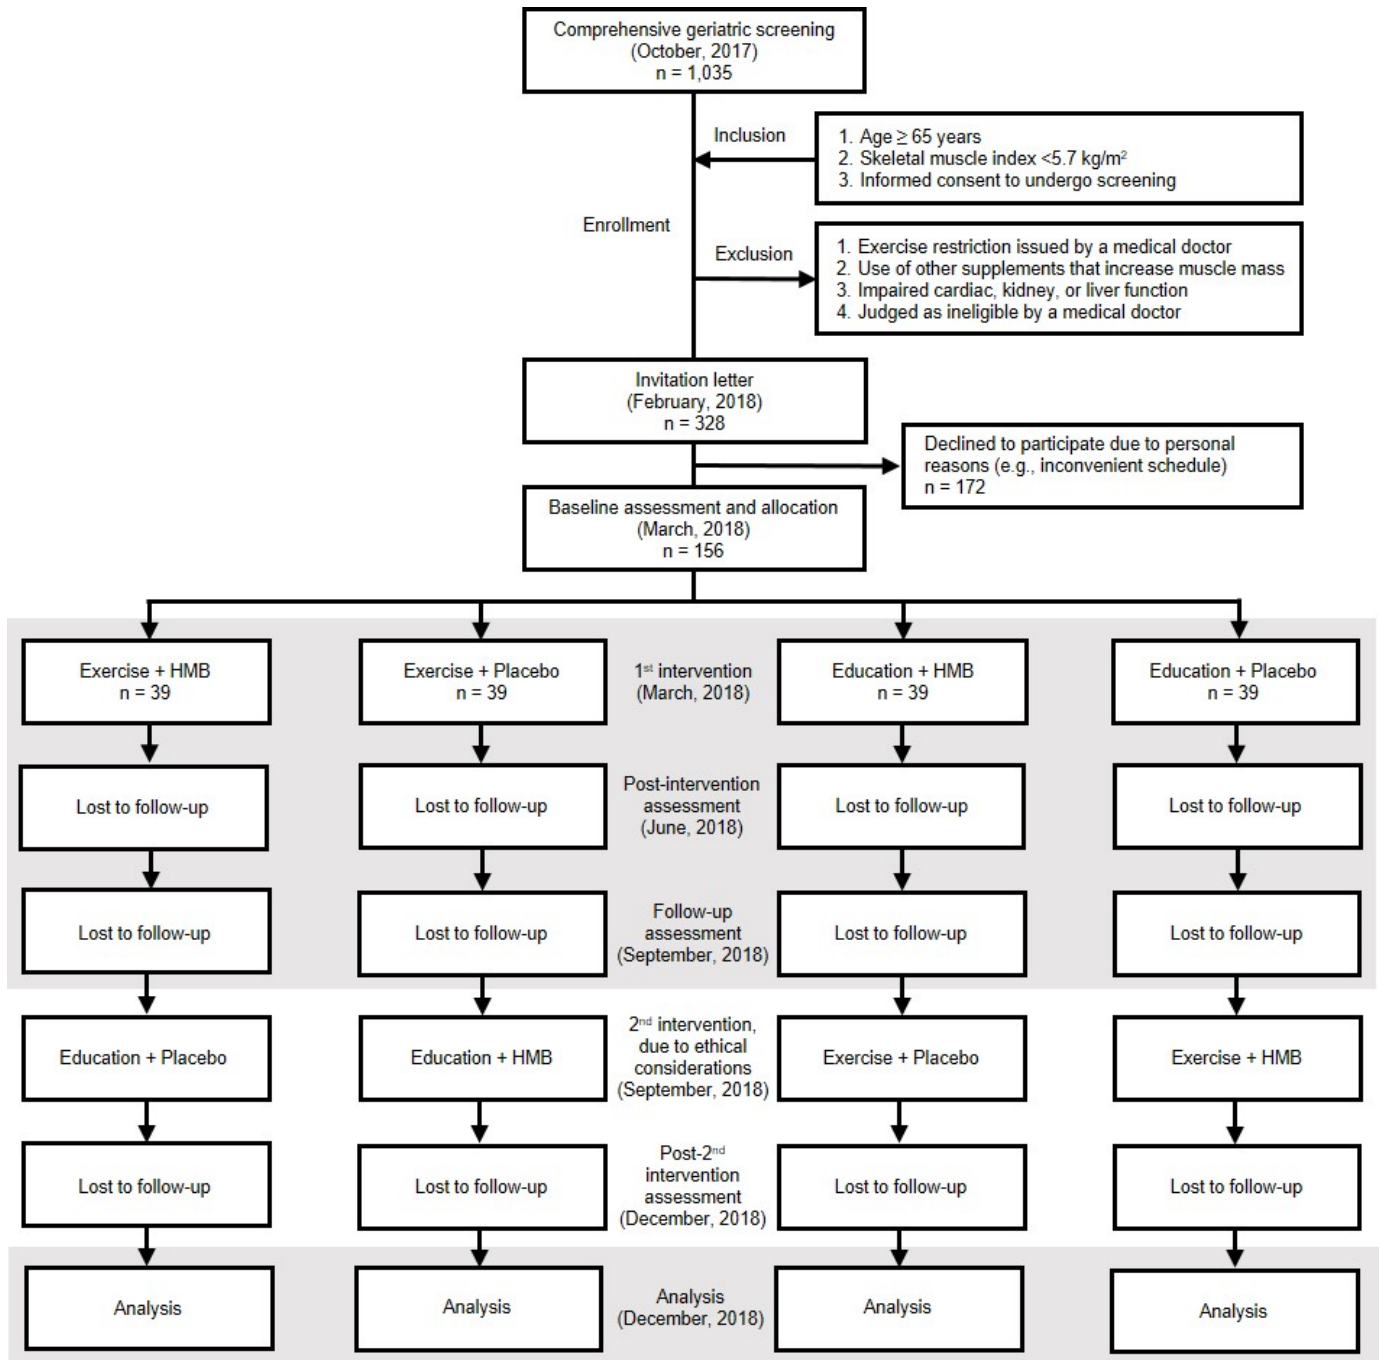 Comprehensive geriatric screening
(October, 2017)
n = 1,035
Inclusion
1. Age ≥ 65 years
2. Skeletal muscle index <5.7 kg/m²
3. Informed consent to undergo screening
Enrollment
Exclusion
1. Exercise restriction issued by a medical doctor
2. Use of other supplements that increase muscle mass
3. Impaired cardiac, kidney, or liver function
4. Judged as ineligible by a medical doctor
Invitation letter
(February, 2018)
n = 328
Declined to participate due to personal
reasons (e.g., inconvenient schedule)
n = 172
Baseline assessment and allocation
(March, 2018)
n = 156
Exercise + HMB
n = 39
Exercise + Placebo
n = 39
1st intervention
(March, 2018)
Education + HMB
n = 39
Education + Placebo
n = 39
Lost to follow-up
Lost to follow-up
Post-intervention
assessment
(June, 2018)
Lost to follow-up
Lost to follow-up
Lost to follow-up
Lost to follow-up
Follow-up
assessment
(September, 2018)
Lost to follow-up
Lost to follow-up
Education + Placebo
Education + HMB
2nd intervention,
due to ethical
considerations
(September, 2018)
Exercise + Placebo
Exercise + HMB
Lost to follow-up
Lost to follow-up
Post-2nd
intervention
assessment
(December, 2018)
Lost to follow-up
Lost to follow-up
Analysis
Analysis
Analysis
(December, 2018)
Analysis
Analysis